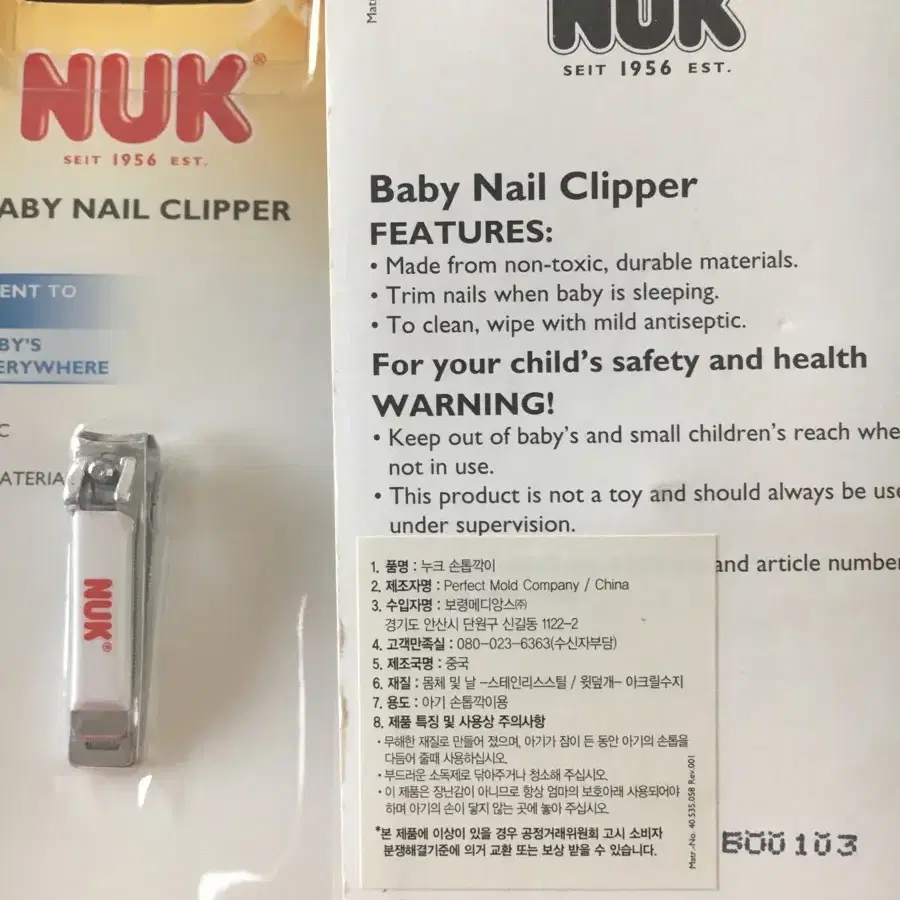 NUK®
SEIT 1956 EST.
ABY NAIL CLIPPER
ENT TO
BY'S
ERYWHERE
C
ATERIA
NUK®
NUK
SEIT 1956 EST.
Baby Nail Clipper
FEATURES:
• Made from non-toxic, durable materials.
• Trim nails when baby is sleeping.
• To clean, wipe with mild antiseptic.
For your child's safety and health
WARNING!
• Keep out of baby's and small children's reach whe
not in use.
• This product is not a toy and should always be use
under supervision.
and article number
1. 품명 : 누크 손톱깍이
2. 제조자명 : Perfect Mold Company / China
3. 수입자명 : 보령메디앙스㈜
경기도 안산시 단원구 신길동 1122-2
4. 고객만족실 : 080-023-6363(수신자부담)
5. 제조국명 : 중국
6. 재질 : 몸체 및 날 -스테인리스스틸 / 윗덮개- 아크릴수지
7. 용도 : 아기 손톱깍이용
8. 제품 특징 및 사용상 주의사항
• 무해한 재질로 만들어 졌으며, 아기가 잠이 든 동안 아기의 손톱을
다듬어 줄때 사용하십시오.
• 부드러운 소독제로 닦아주거나 청소해 주십시오.
• 이 제품은 장난감이 아니므로 항상 엄마의 보호아래 사용되어야
하며 아기의 손이 닿지 않는 곳에 놓아 주십시오.
*본 제품에 이상이 있을 경우 공정거래위원회 고시 소비자
분쟁해결기준에 의거 교환 또는 보상 받을 수 있습니다.
Matr.-No. 40.535.058 Rev.001
B00103